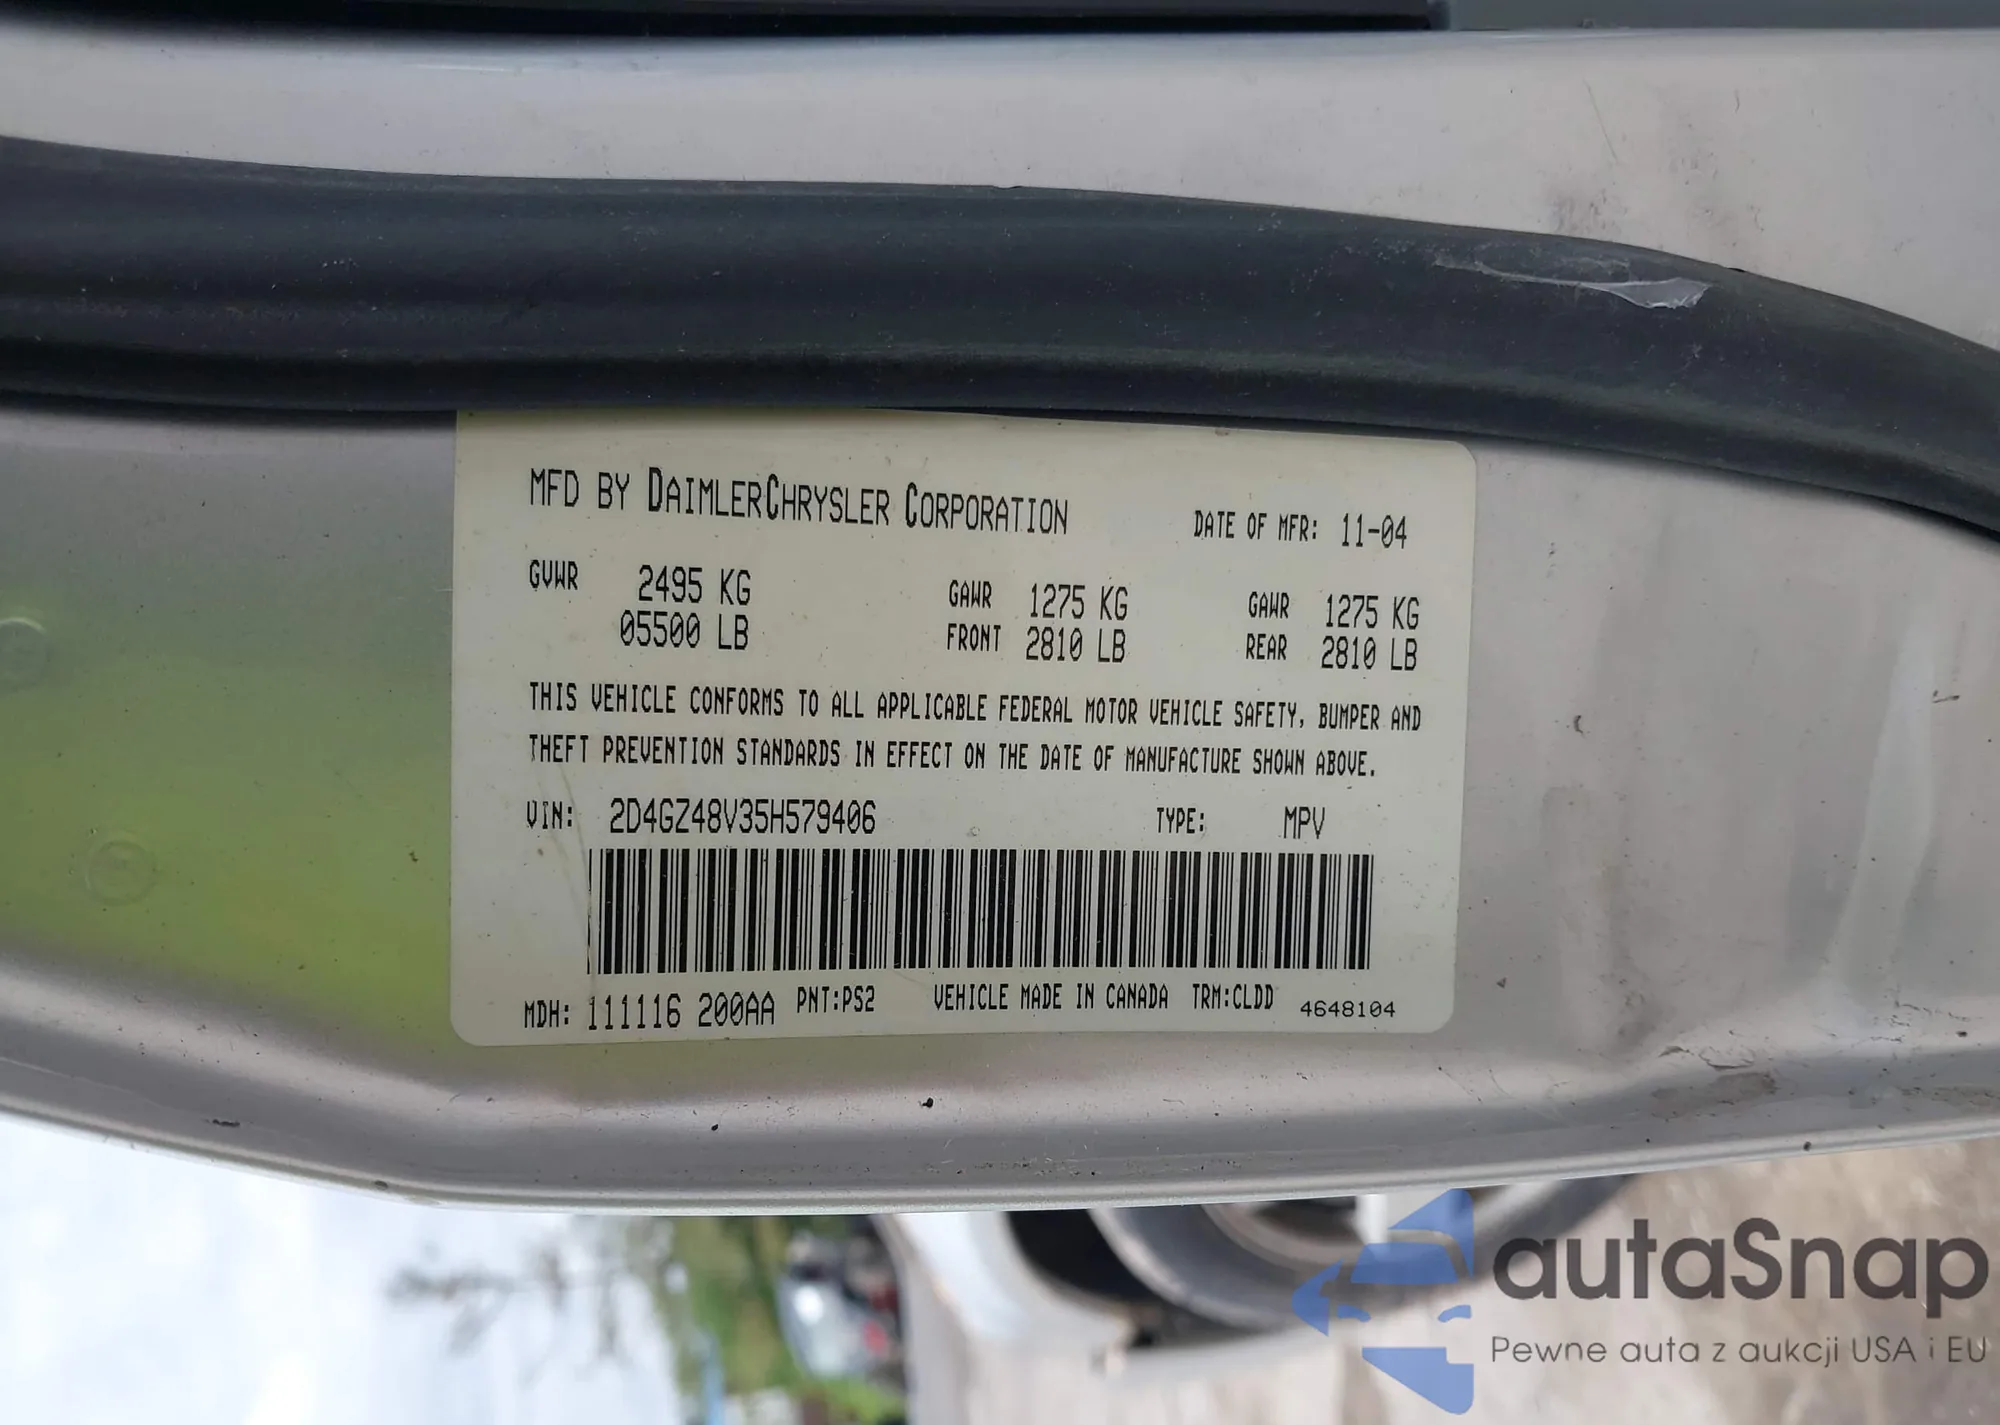 MFD BY DAIMLERCHRYSLER CORPORATION DATE OF MFR: 11-04
GVWR 2495 KG GAWR 1275 KG GAWR 1275 KG
05500 LB FRONT 2810 LB REAR 2810 LB
THIS VEHICLE CONFORMS TO ALL APPLICABLE FEDERAL MOTOR VEHICLE SAFETY, BUMPER AND
THEFT PREVENTION STANDARDS IN EFFECT ON THE DATE OF MANUFACTURE SHOWN ABOVE.
VIN: 2D4GZ48V35H579406 TYPE: MPV
MDH: 111116 200AA PNT:PS2 VEHICLE MADE IN CANADA TRM:CLDD 4648104
autaSnap
Pewne auta z aukcji USA i EU